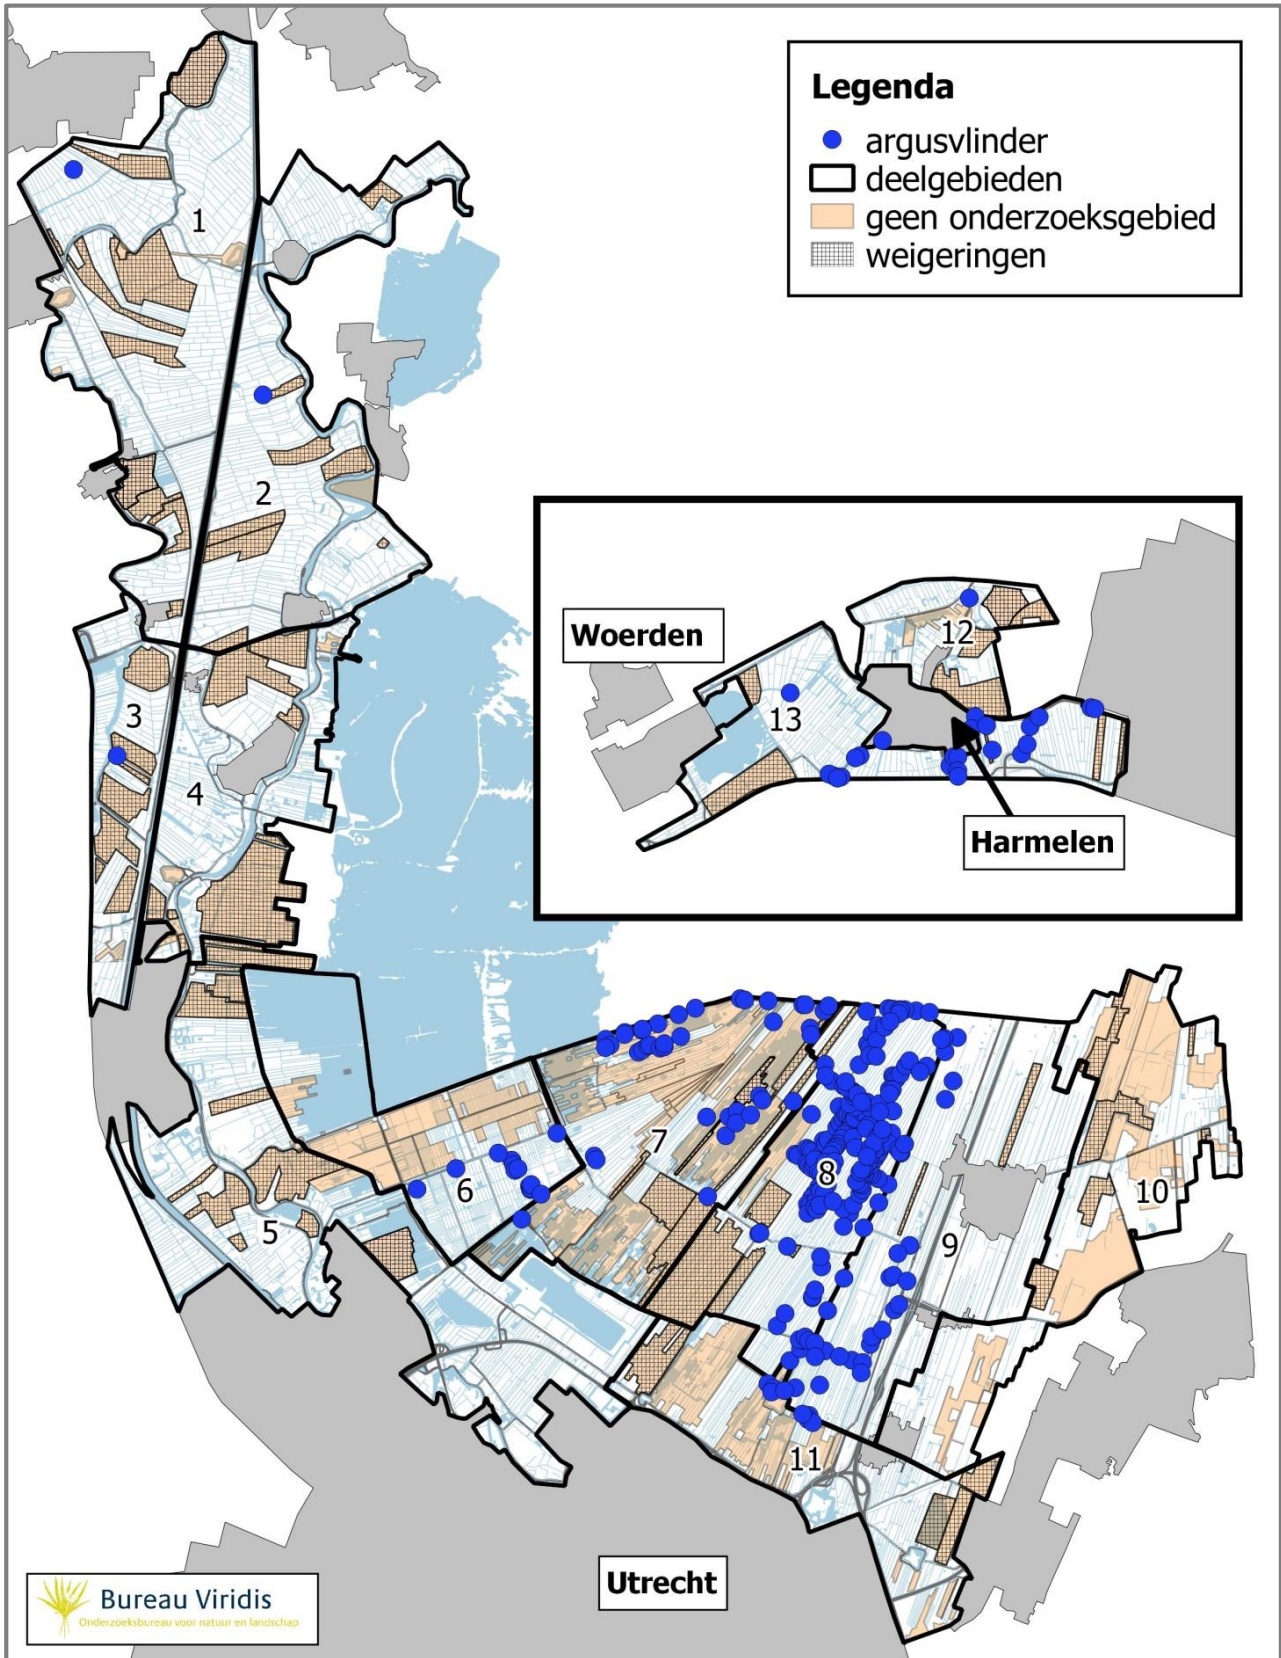 Legenda
argusvlinder
deelgebieden
geen onderzoeksgebied
weigeringen
1
2
3
4
Woerden
12
13
Harmelen
5
6
7
8
9
10
11
Utrecht
Bureau Viridis
Onderzoeksbureau voor natuur en landschap